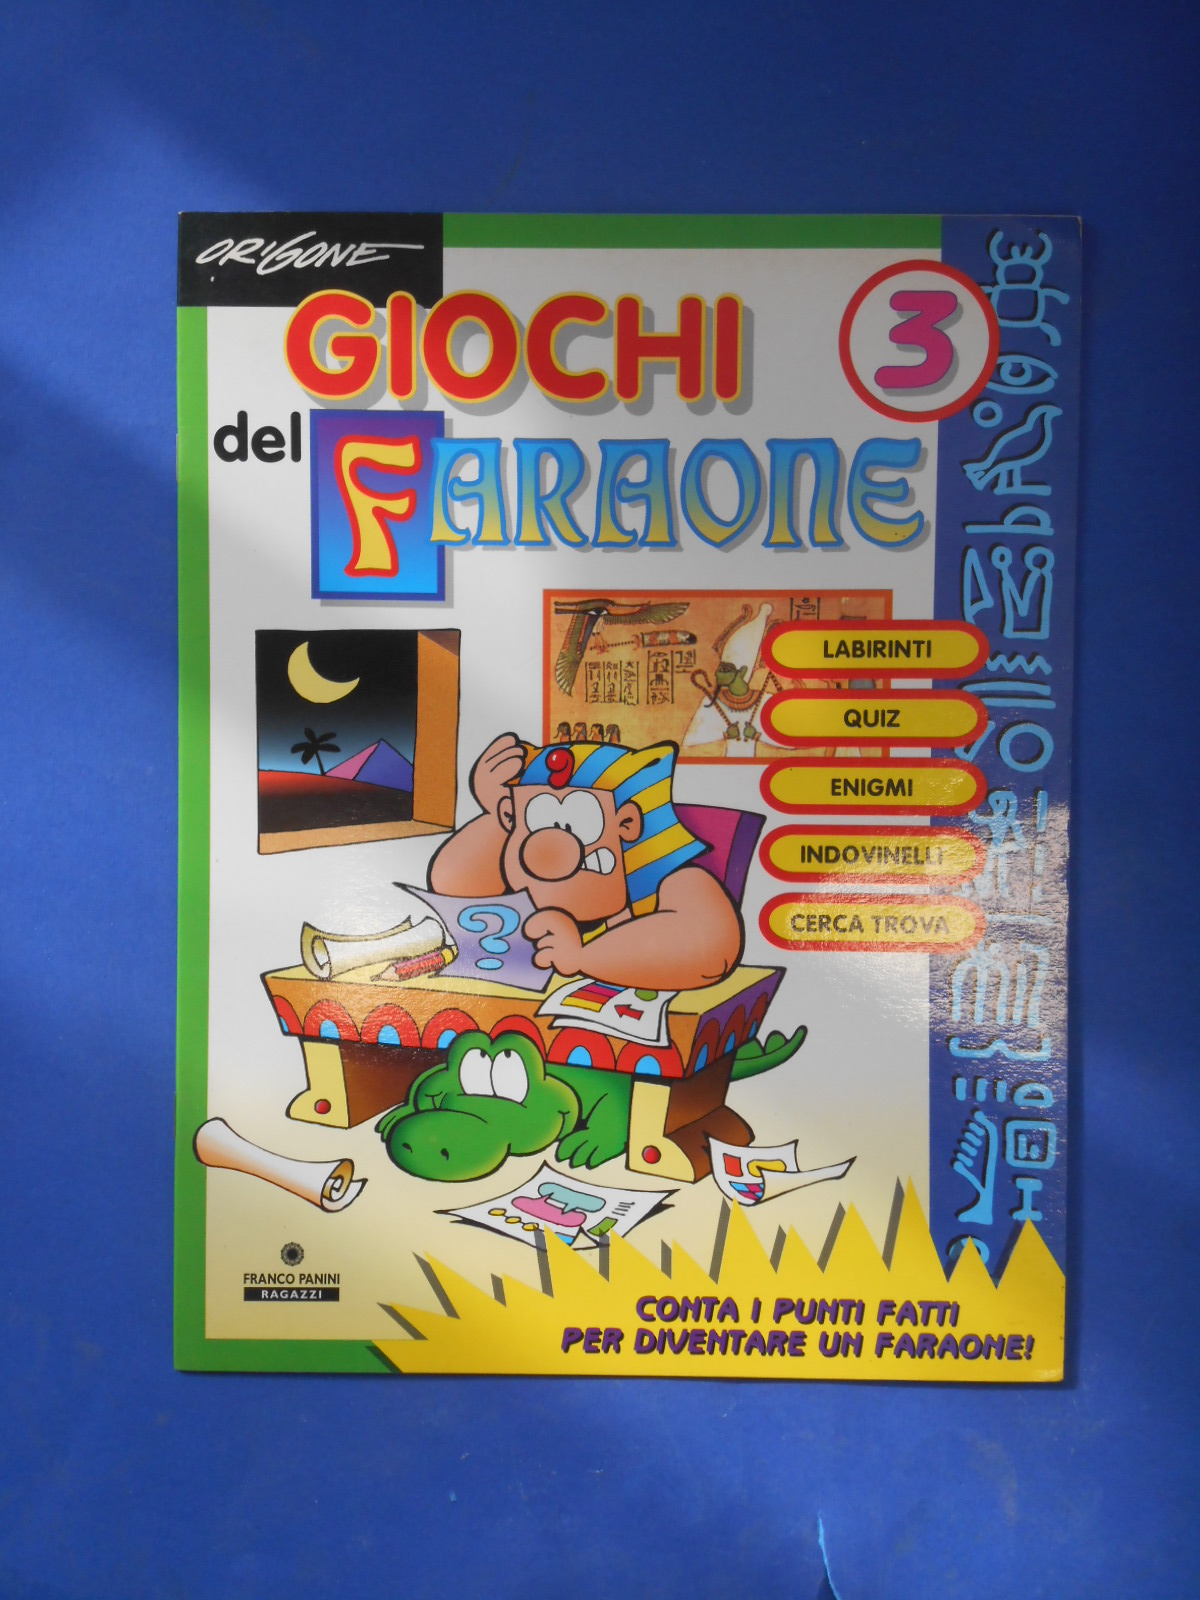 ORIGONE
GIOCHI
3
del FARAONE
LABIRINTI
QUIZ
ENIGMI
INDOVINELLI
CERCA TROVA
?
FRANCO PANINI
RAGAZZI
CONTA I PUNTI FATTI
PER DIVENTARE UN FARAONE!